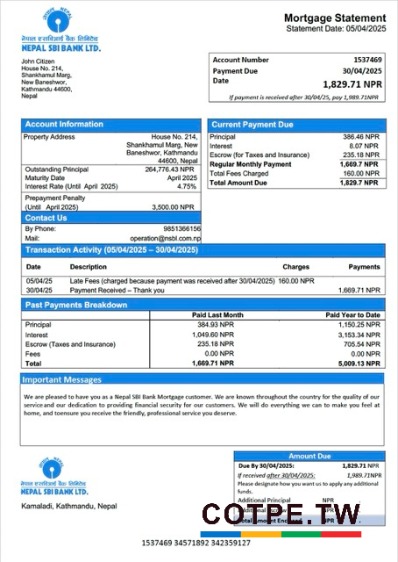 नेपाल एसबिआई बैंक लिमिटेड
NEPAL SBI BANK LTD.
Mortgage Statement
Statement Date: 05/04/2025
John Citizen
House No. 214,
Shankhamul Marg,
New Baneshwor,
Kathmandu 44600,
Nepal
Account Number 1537469
Payment Due 30/04/2025
Date
1,829.71 NPR
If payment is received after 30/04/25, pay 1,989.71NPR
Account Information
Property Address House No. 214,
Shankhamul Marg, New
Baneshwor, Kathmandu
44600, Nepal
Outstanding Principal 264,776.43 NPR
Maturity Date April 2025
Interest Rate (Until April 2025) 4.75%
Prepayment Penalty
(Until April 2025) 3,500.00 NPR
Contact Us
By Phone: 9851366156
Mail: operation@nsbl.com.np
Current Payment Due
Principal 386.46 NPR
Interest 8.07 NPR
Escrow (for Taxes and Insurance) 235.18 NPR
Regular Monthly Payment 1,669.7 NPR
Total Fees Charged 160.00 NPR
Total Amount Due 1,829.7 NPR
Transaction Activity (05/04/2025 – 30/04/2025)
Date Description Charges Payments
05/04/25 Late Fees (charged because payment was received after 30/04/2025) 160.00 NPR
30/04/25 Payment Received – Thank you 1,669.71 NPR
Past Payments Breakdown
Paid Last Month Paid Year to Date
Principal 384.93 NPR 1,150.25 NPR
Interest 1,049.60 NPR 3,153.34 NPR
Escrow (Taxes and Insurance) 235.18 NPR 705.54 NPR
Fees 0.00 NPR 0.00 NPR
Total 1,669.71 NPR 5,009.13 NPR
Important Messages
We are pleased to have you as a Nepal SBI Bank Mortgage customer. We are known throughout the country for the quality of our
service and our dedication to providing financial security for our customers. We will do everything we can to make you feel at
home, and toensure you receive the friendly, professional service you deserve.
नेपाल एसबिआई बैंक लिमिटेड
NEPAL SBI BANK LTD.
Kamaladi, Kathmandu, Nepal
Amount Due
Due By 30/04/2025: 1,829.71 NPR
If received after 30/04/2025: 1,989.71NPR
Please designate how you want us to apply any additional
funds.
Additional Principal NPR
Additional NPR
Total Amount NPR
COTPE.TW
1537469 34571892 342359127